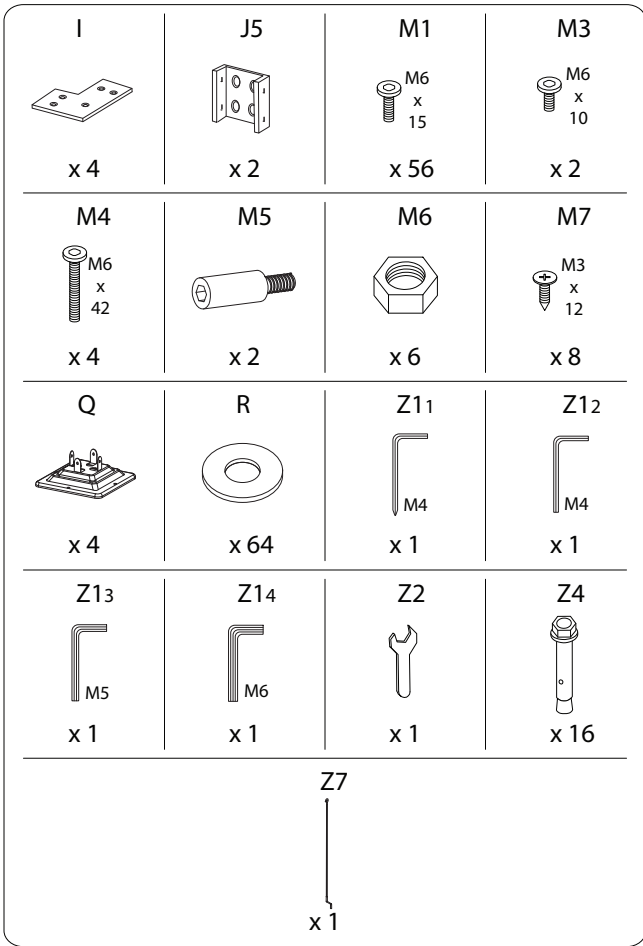 I J5 M1 M3
M6
x
15
M6
x
10
x 4 x 2 x 56 x 2
M4 M5 M6 M7
M6
x
42
M3
x
12
x 4 x 2 x 6 x 8
Q R Z11 Z12
M4 M4
x 4 x 64 x 1 x 1
Z13 Z14 Z2 Z4
M5 M6
x 1 x 1 x 1 x 16
Z7
x 1